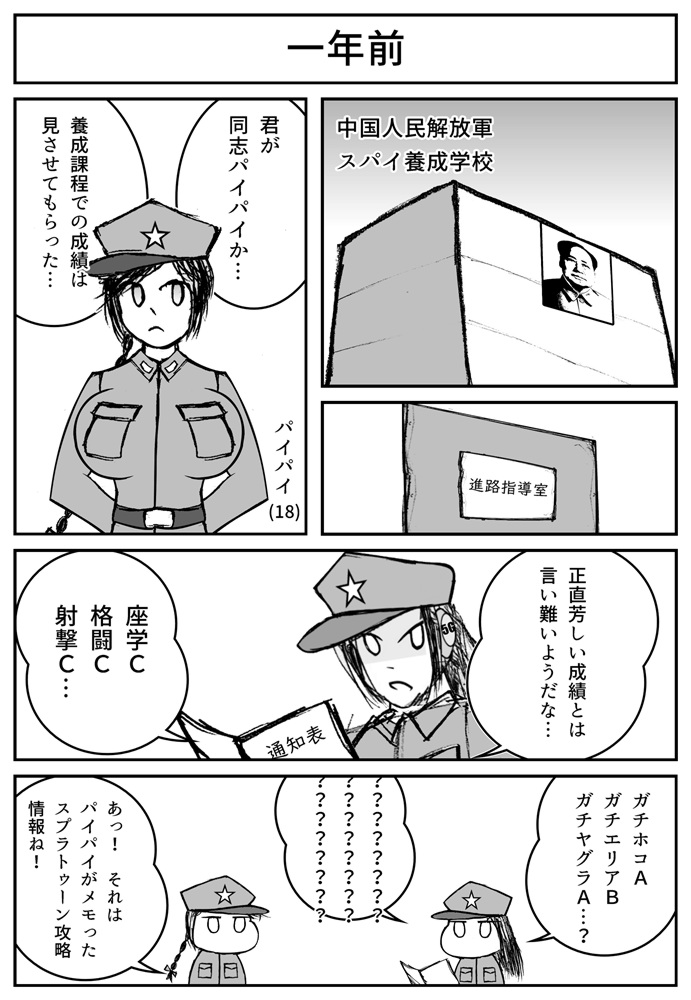 一年前
中国人民解放軍
スパイ養成学校
進路指導室
君が
同志パイパイか…
養成課程での成績は
見させてもらった…
パイパイ
(18)
正直芳しい成績とは
言い難いようだな…
56
通知表
座学C
格闘C
射撃C…
ガチホコA
ガチエリアB
ガチヤグラA…?
?????????
?????????
?????????
あっ! それは
パイパイがメモった
スプラトゥーン攻略
情報ね!